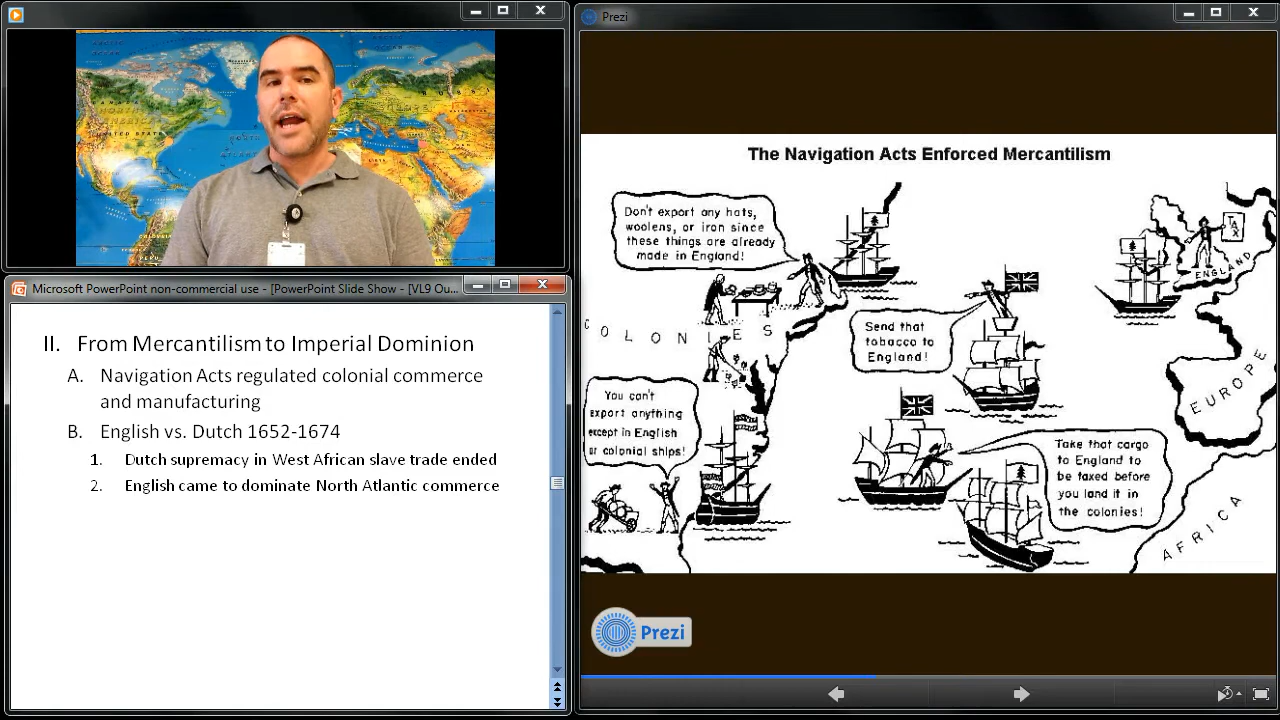 Prezi
Microsoft PowerPoint non-commercial use - [PowerPoint Slide Show - [VL9 Ou...
II. From Mercantilism to Imperial Dominion
A. Navigation Acts regulated colonial commerce
and manufacturing
B. English vs. Dutch 1652-1674
1. Dutch supremacy in West African slave trade ended
2. English came to dominate North Atlantic commerce
The Navigation Acts Enforced Mercantilism
Don't export any hats,
woolens, or iron since
these things are already
made in England!
TAX
ENGLAND
COLONIES
Send that
tobacco to
England!
EUROPE
You can't
export anything
except in English
or colonial ships!
Take that cargo
to England to
be taxed before
you land it in
the colonies!
AFRICA
Prezi
UNITED STATES